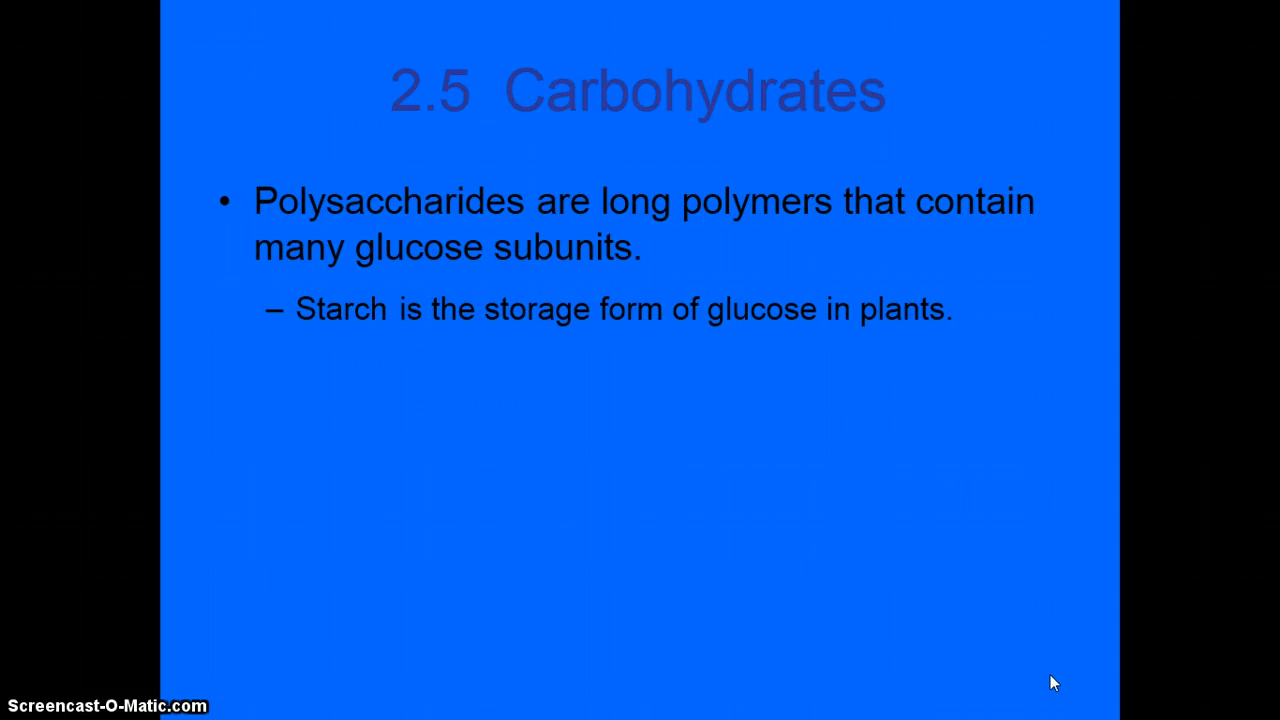 2.5 Carbohydrates
• Polysaccharides are long polymers that contain
many glucose subunits.
– Starch is the storage form of glucose in plants.
Screencast-O-Matic.com